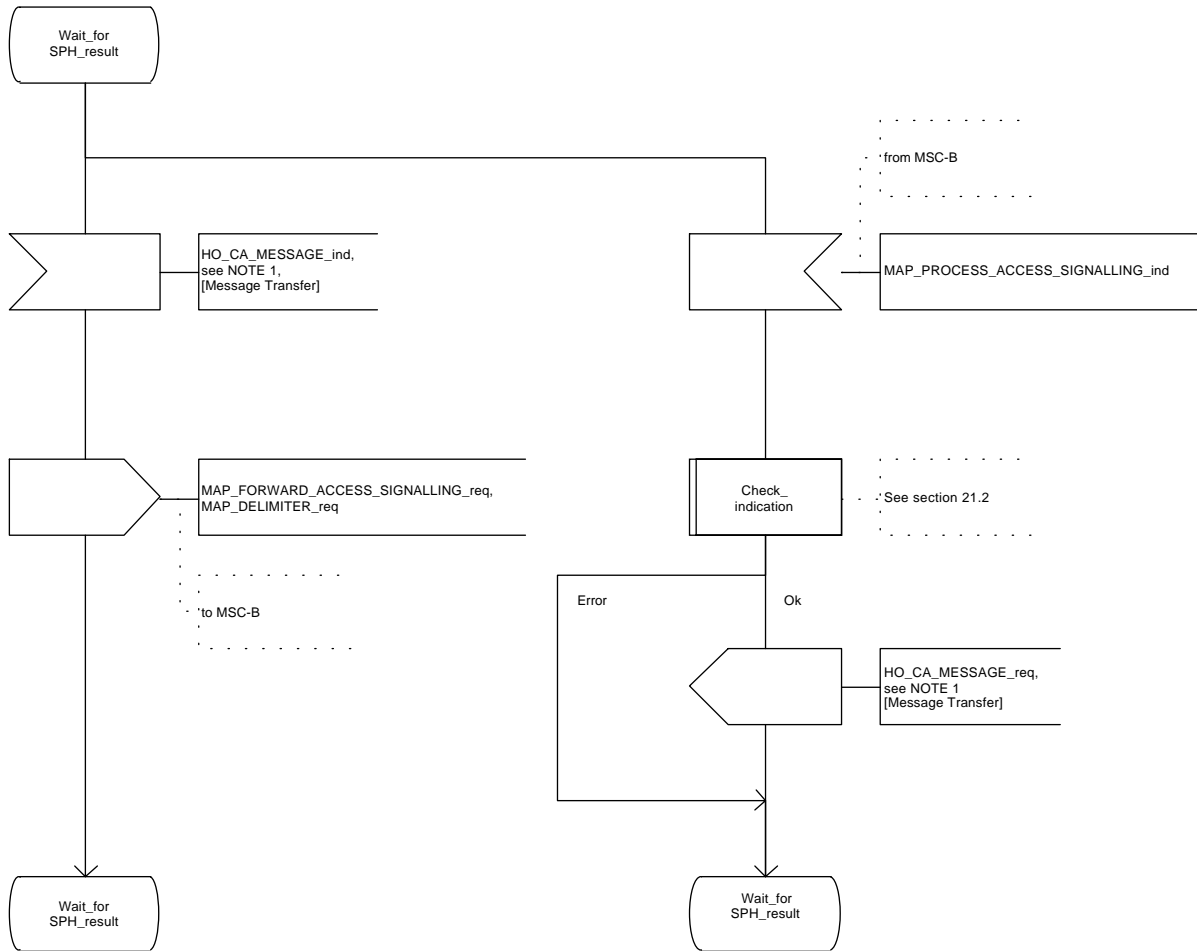 Wait_for
SPH_result
from MSC-B
HO_CA_MESSAGE_ind,
see NOTE 1,
[Message Transfer]
MAP_PROCESS_ACCESS_SIGNALLING_ind
MAP_FORWARD_ACCESS_SIGNALLING_req,
MAP_DELIMITER_req
Check_
indication
See section 21.2
to MSC-B
Error
Ok
HO_CA_MESSAGE_req,
see NOTE 1
[Message Transfer]
Wait_for
SPH_result
Wait_for
SPH_result